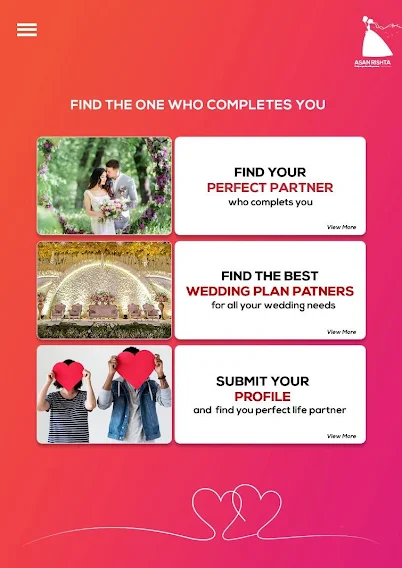 ASAN RISHTA
FIND THE ONE WHO COMPLETES YOU
FIND YOUR
PERFECT PARTNER
who complets you
View More
FIND THE BEST
WEDDING PLAN PATNERS
for all your wedding needs
View More
SUBMIT YOUR
PROFILE
and find you perfect life partner
View More